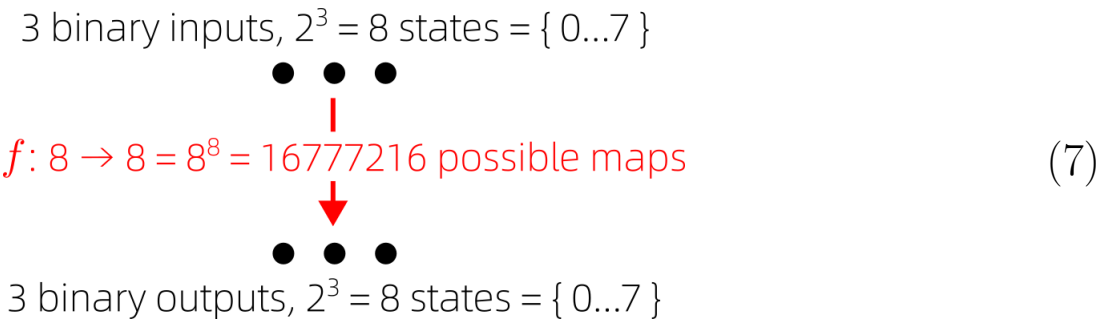 3 binary inputs, 2³ = 8 states = { 0...7 }
f: 8 → 8 = 8⁸ = 16777216 possible maps
(7)
3 binary outputs, 2³ = 8 states = { 0...7 }